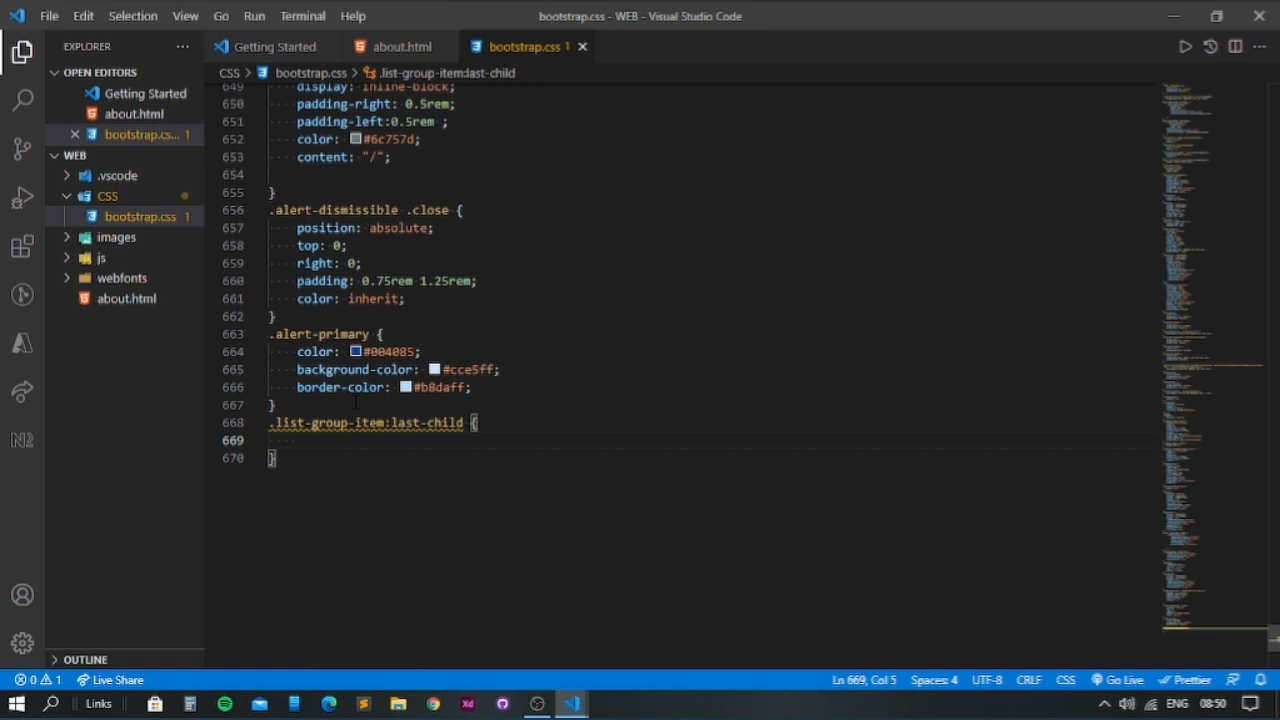 File Edit Selection View Go Run Terminal Help
bootstrap.css - WEB - Visual Studio Code
EXPLORER
Getting Started
about.html
bootstrap.css 1
OPEN EDITORS
Getting Started
about.html
bootstrap.cs... 1
WEB
.vscode
CSS
bootstrap.css 1
images
js
webfonts
about.html
OUTLINE
CSS > bootstrap.css > .list-group-item:last-child
649 display: inline-block;
650 padding-right: 0.5rem;
651 padding-left:0.5rem ;
652 color: #6c757d;
653 content: "/";
654
655 }
656 .alert-dismissible .close {
657 position: absolute;
658 top: 0;
659 right: 0;
660 padding: 0.75rem 1.25rem;
661 color: inherit;
662 }
663 .alert-primary {
664 color: #004085;
665 background-color: #cce5ff;
666 border-color: #b8daff;
667 }
668 .list-group-item:last-child {
669
670 }
0 1 Live Share
Ln 669, Col 5 Spaces: 4 UTF-8 CRLF CSS Go Live Prettier
Links
Xd
08:50